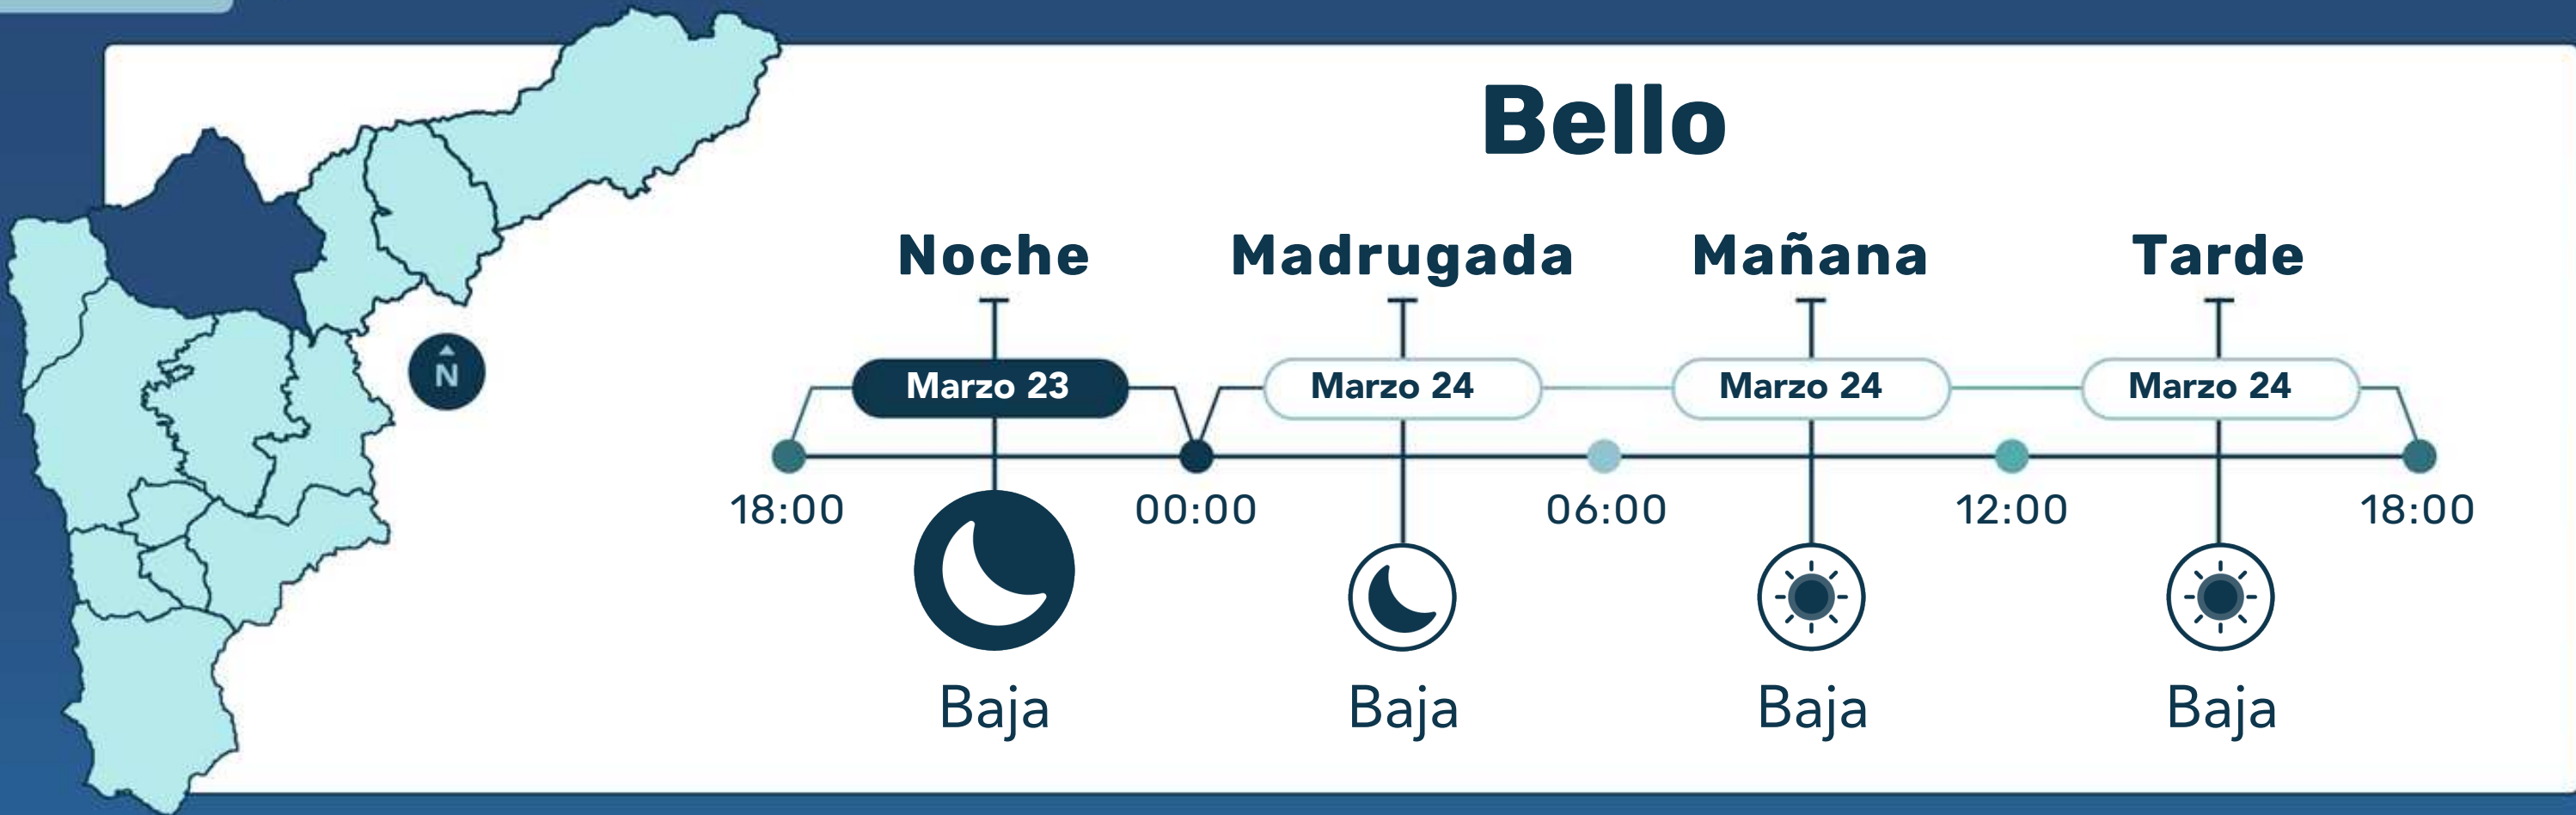 Bello
Noche Madrugada Mañana Tarde
Marzo 23 Marzo 24 Marzo 24 Marzo 24
N
18:00 00:00 06:00 12:00 18:00
Baja Baja Baja Baja